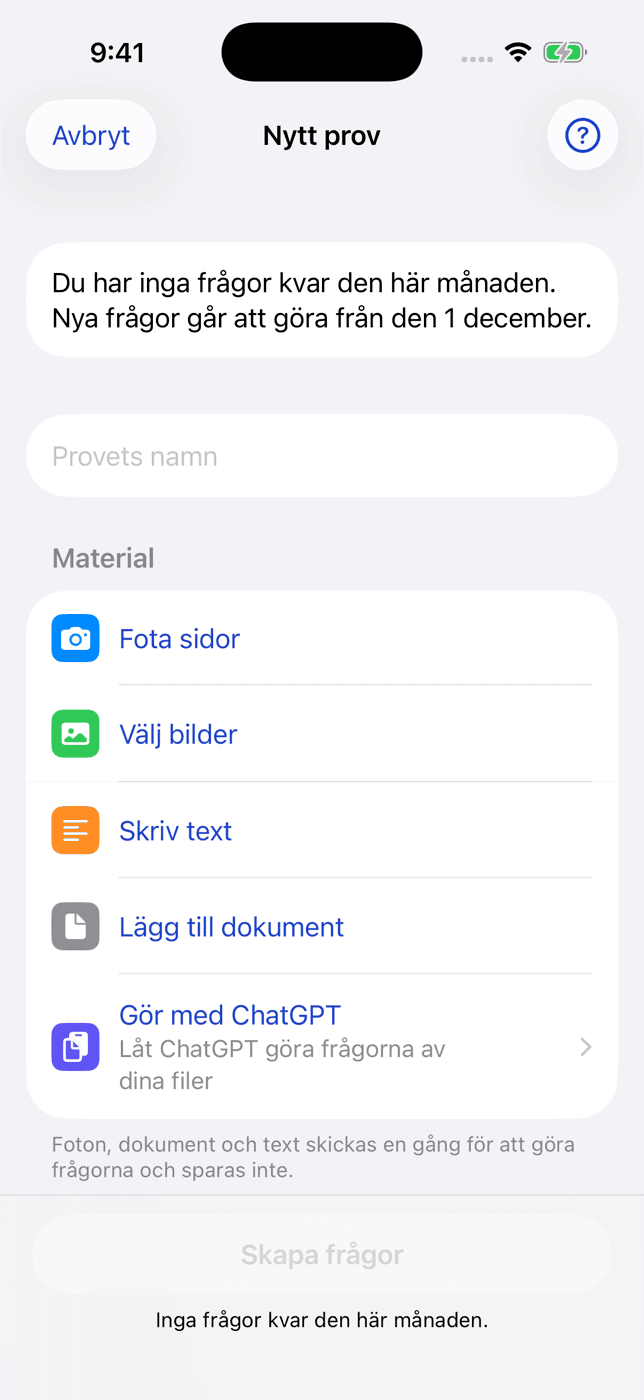 9:41
Avbryt
Nytt prov
?
Du har inga frågor kvar den här månaden.
Nya frågor går att göra från den 1 december.
Provets namn
Material
Fota sidor
Välj bilder
Skriv text
Lägg till dokument
Gör med ChatGPT
Låt ChatGPT göra frågorna av
dina filer
Foton, dokument och text skickas en gång för att göra
frågorna och sparas inte.
Skapa frågor
Inga frågor kvar den här månaden.